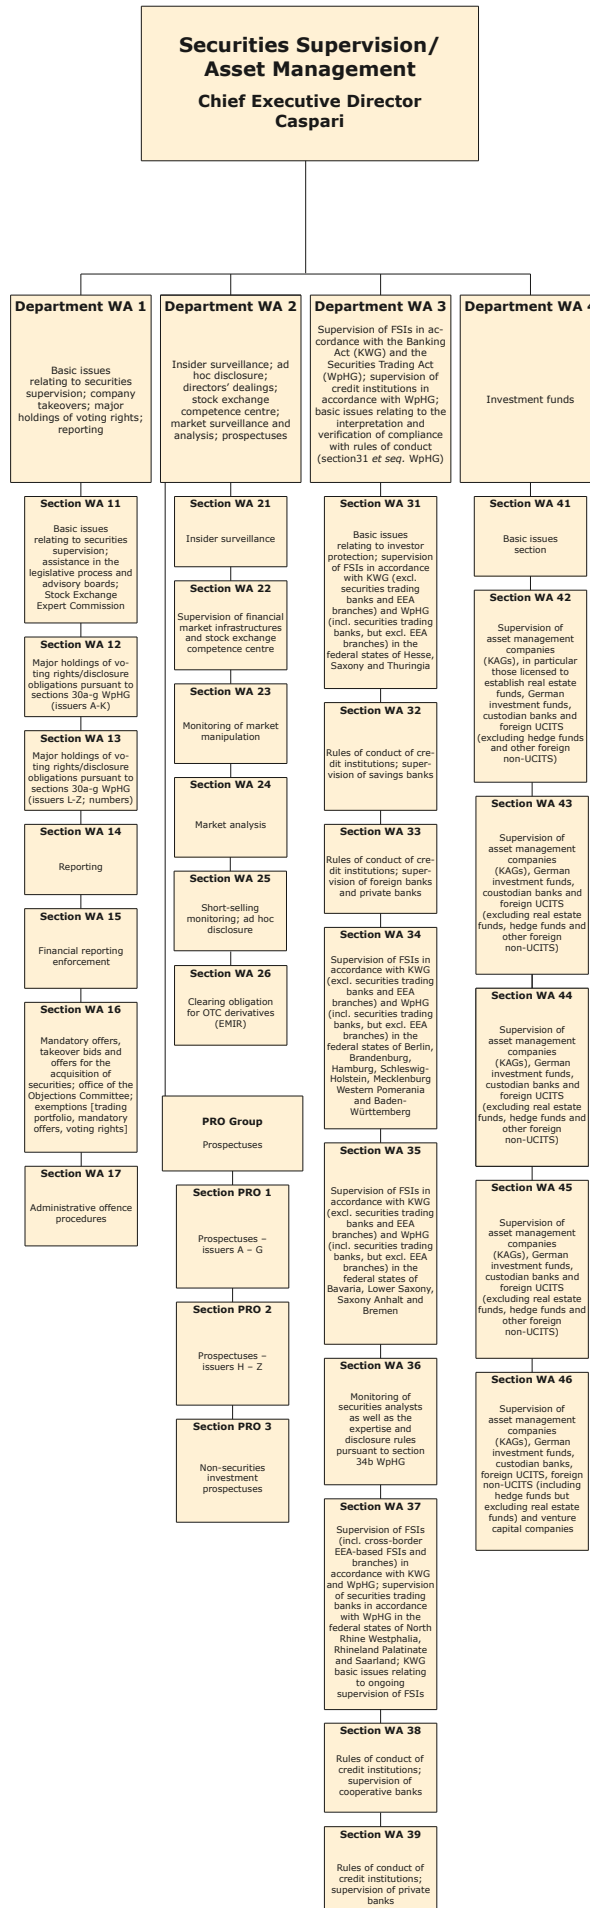 Securities Supervision/
Asset Management
Chief Executive Director
Caspari
Department WA 1
Basic issues
relating to securities
supervision; company
takeovers; major
holdings of voting rights;
reporting
Section WA 11
Basic issues
relating to securities
supervision;
assistance in the
legislative process and
advisory boards;
Stock Exchange
Expert Commission
Section WA 12
Major holdings of vo-
ting rights/disclosure
obligations pursuant to
sections 30a-g WpHG
(issuers A-K)
Section WA 13
Major holdings of vo-
ting rights/disclosure
obligations pursuant to
sections 30a-g WpHG
(issuers L-Z; numbers)
Section WA 14
Reporting
Section WA 15
Financial reporting
enforcement
Section WA 16
Mandatory offers,
takeover bids and
offers for the
acquisition of
securities; office of the
Objections Committee;
exemptions [trading
portfolio, mandatory
offers, voting rights]
Section WA 17
Administrative offence
procedures
Department WA 2
Insider surveillance; ad
hoc disclosure;
directors’ dealings;
stock exchange
competence centre;
market surveillance and
analysis; prospectuses
Section WA 21
Insider surveillance
Section WA 22
Supervision of financial
market infrastructures
and stock exchange
competence centre
Section WA 23
Monitoring of market
manipulation
Section WA 24
Market analysis
Section WA 25
Short-selling
monitoring; ad hoc
disclosure
Section WA 26
Clearing obligation
for OTC derivatives
(EMIR)
PRO Group
Prospectuses
Section PRO 1
Prospectuses –
issuers A – G
Section PRO 2
Prospectuses –
issuers H – Z
Section PRO 3
Non-securities
investment
prospectuses
Department WA 3
Supervision of FSIs in ac-
cordance with the Banking
Act (KWG) and the
Securities Trading Act
(WpHG); supervision of
credit institutions in
accordance with WpHG;
basic issues relating to the
interpretation and
verification of compliance
with rules of conduct
(section31 et seq. WpHG)
Section WA 31
Basic issues
relating to investor
protection; supervision
of FSIs in accordance
with KWG (excl.
securities trading
banks and EEA
branches) and WpHG
(incl. securities trading
banks, but excl. EEA
branches) in the
federal states of Hesse,
Saxony and Thuringia
Section WA 32
Rules of conduct of cre-
dit institutions; super-
vision of savings banks
Section WA 33
Rules of conduct of cre-
dit institutions; super-
vision of foreign banks
and private banks
Section WA 34
Supervision of FSIs in
accordance with KWG
(excl. securities trading
banks and EEA
branches) and WpHG
(incl. securities trading
banks, but excl. EEA
branches) in the
federal states of Berlin,
Brandenburg,
Hamburg, Schleswig-
Holstein, Mecklenburg
Western Pomerania
and Baden-
Württemberg
Section WA 35
Supervision of FSIs in
accordance with KWG
(excl. securities trading
banks and EEA
branches) and WpHG
(incl. securities trading
banks, but excl. EEA
branches) in the
federal states of
Bavaria, Lower Saxony,
Saxony Anhalt and
Bremen
Section WA 36
Monitoring of
securities analysts
as well as the
expertise and
disclosure rules
pursuant to section
34b WpHG
Section WA 37
Supervision of FSIs
(incl. cross-border
EEA-based FSIs and
branches) in
accordance with KWG
and WpHG; supervision
of securities trading
banks in accordance
with WpHG in the
federal states of North
Rhine Westphalia,
Rhineland Palatinate
and Saarland; KWG
basic issues relating
to ongoing
supervision of FSIs
Section WA 38
Rules of conduct of
credit institutions;
supervision of
cooperative banks
Section WA 39
Rules of conduct of
credit institutions;
supervision of private
banks
Department WA 4
Investment funds
Section WA 41
Basic issues
section
Section WA 42
Supervision of
asset management
companies
(KAGs), in particular
those licensed to
establish real estate
funds, German
investment funds,
custodian banks and
foreign UCITS
(excluding hedge funds
and other foreign
non-UCITS)
Section WA 43
Supervision of
asset management
companies
(KAGs), German
investment funds,
coustodian banks and
foreign UCITS
(excluding real estate
funds, hedge funds and
other foreign
non-UCITS)
Section WA 44
Supervision of
asset management
companies
(KAGs), German
investment funds,
custodian banks and
foreign UCITS
(excluding real estate
funds, hedge funds and
other foreign
non-UCITS)
Section WA 45
Supervision of
asset management
companies
(KAGs), German
investment funds,
custodian banks and
foreign UCITS
(excluding real estate
funds, hedge funds and
other foreign
non-UCITS)
Section WA 46
Supervision of
asset management
companies
(KAGs), German
investment funds,
custodian banks,
foreign UCITS, foreign
non-UCITS (including
hedge funds but
excluding real estate
funds) and venture
capital companies